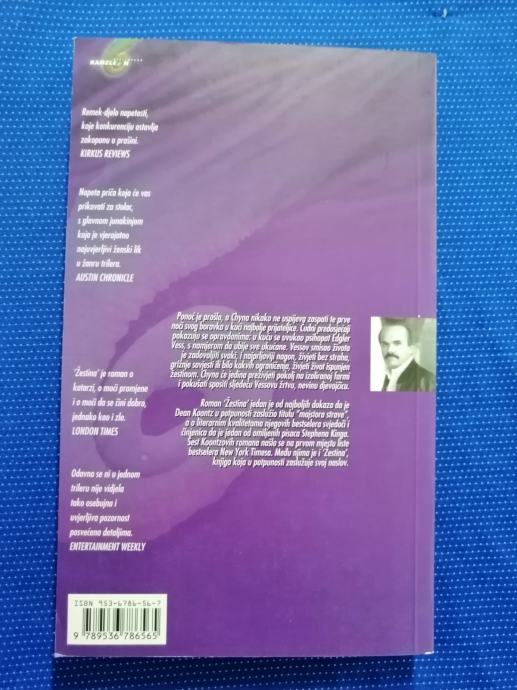 KAMELEON
Remek-djelo napetosti,
koje konkurenciju ostavlja
zakopanu u prašini.
KIRKUS REVIEWS
Napeta priča koja će vas
prikovati za stolac,
s glavnom junakinjom
koja je vjerojatno
najuvjerljivi ženski lik
u žanru trilera.
AUSTIN CHRONICLE
'Žestina' je roman o
katarzi, o moći promjene
i o moći da se čini dobro,
jednako kao i zlo.
LONDON TIMES
Odavno se ni u jednom
trileru nije vidjela
tako osebujna i
uvjerljiva pozornost
posvećena detaljima.
ENTERTAINMENT WEEKLY
Ponoć je prošla, a Chyna nikako ne uspijeva zaspati te prve
noći svog boravka u kući najbolje prijateljice. Čudni predosjećaji
pokazuju se opravdanima: u kuću se uvukao psihopat Edgler
Vess, s namjerom da ubije sve ukućane. Vessov smisao života
je zadovoljiti svaki, i najprljaviji nagon, živjeti bez straha,
grižnje savjesti ili bilo kakvih ograničenja, živjeti život ispunjen
žestinom. Chyna će jedina preživjeti pokolj na izoliranoj farmi
i pokušati spasiti sljedeću Vessovu žrtvu, nevinu djevojčicu.
Roman 'Žestina' jedan je od najboljih dokaza da je
Dean Koontz u potpunosti zaslužio titulu "majstora strave",
a o literarnim kvalitetama njegovih bestselera svjedoči i
činjenica da je jedan od omiljenih pisaca Stephena Kinga.
Šest Koontzovih romana našlo se na prvom mjestu liste
bestselera New York Timesa. Među njima je i 'Žestina',
knjiga koja u potpunosti zaslužuje svoj naslov.
ISBN 953-6786-56-7
9 789536 786565